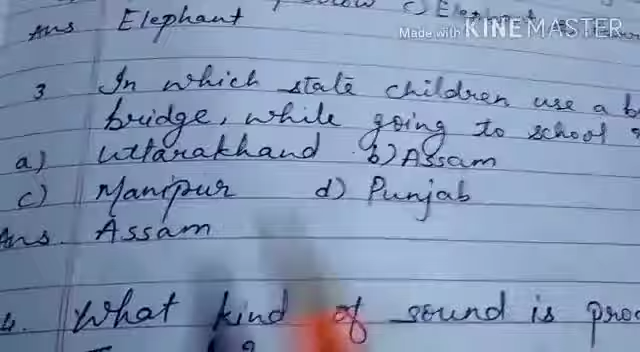 c)
Ans Elephant
Made with KINEMASTER
3 In which state children use a b
bridge, while going to school
a) Uttarakhand b) Assam
c) Manipur d) Punjab
Ans. Assam
4. What kind of sound is proc